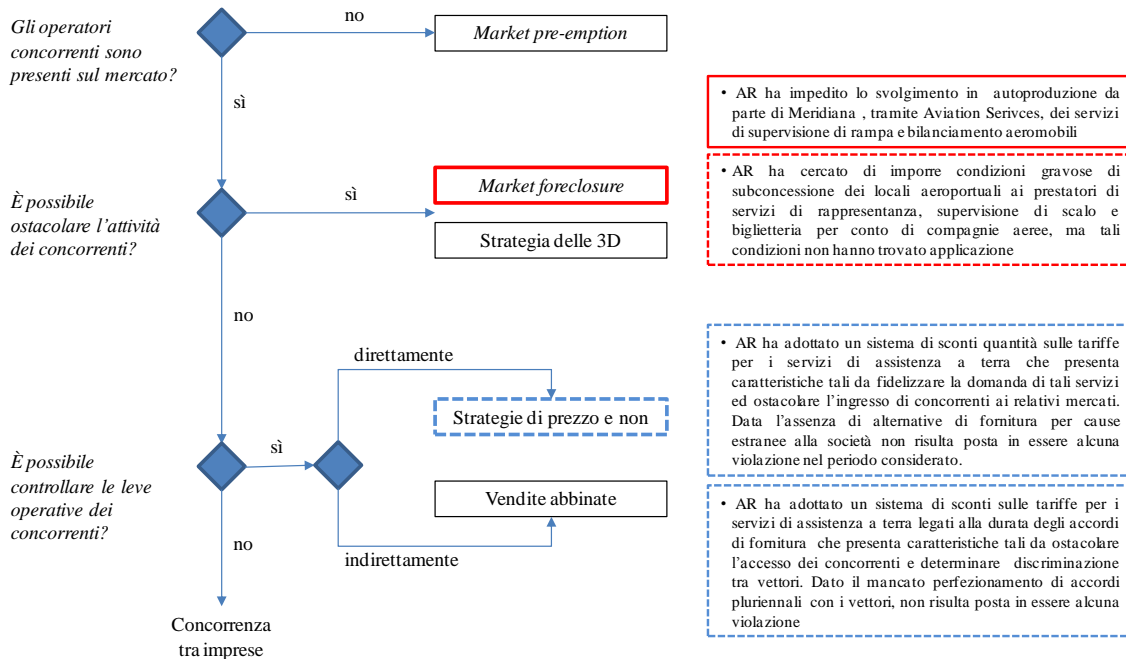 Gli operatori
concorrenti sono
presenti sul mercato?
no
Market pre-emption
sì
• AR ha impedito lo svolgimento in autoproduzione da
parte di Meridiana , tramite Aviation Serivces, dei servizi
di supervisione di rampa e bilanciamento aeromobili
È possibile
ostacolare l’attività
dei concorrenti?
sì
Market foreclosure
Strategia delle 3D
• AR ha cercato di imporre condizioni gravose di
subconcessione dei locali aeroportuali ai prestatori di
servizi di rappresentanza, supervisione di scalo e
biglietteria per conto di compagnie aeree, ma tali
condizioni non hanno trovato applicazione
no
direttamente
Strategie di prezzo e non
• AR ha adottato un sistema di sconti quantità sulle tariffe
per i servizi di assistenza a terra che presenta
caratteristiche tali da fidelizzare la domanda di tali servizi
ed ostacolare l’ingresso di concorrenti ai relativi mercati.
Data l’assenza di alternative di fornitura per cause
estranee alla società non risulta posta in essere alcuna
violazione nel periodo considerato.
È possibile
controllare le leve
operative dei
concorrenti?
sì
Vendite abbinate
indirettamente
no
• AR ha adottato un sistema di sconti sulle tariffe per i
servizi di assistenza a terra legati alla durata degli accordi
di fornitura che presenta caratteristiche tali da ostacolare
l’accesso dei concorrenti e determinare discriminazione
tra vettori. Dato il mancato perfezionamento di accordi
pluriennali con i vettori, non risulta posta in essere alcuna
violazione
Concorrenza
tra imprese